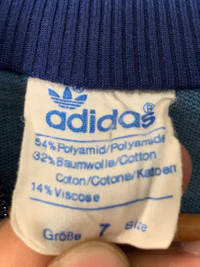 adidas ®
54% Polyamid/Polyamide
32% Baumwolle/Cotton
Coton/Cotone/Katoen
14% Viscose
Größe 7 Size